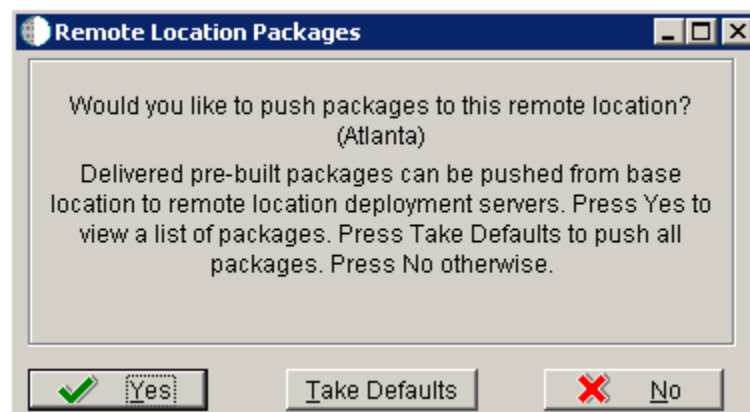 Remote Location Packages
Would you like to push packages to this remote location?
(Atlanta)
Delivered pre-built packages can be pushed from base
location to remote location deployment servers. Press Yes to
view a list of packages. Press Take Defaults to push all
packages. Press No otherwise.
Yes Take Defaults No